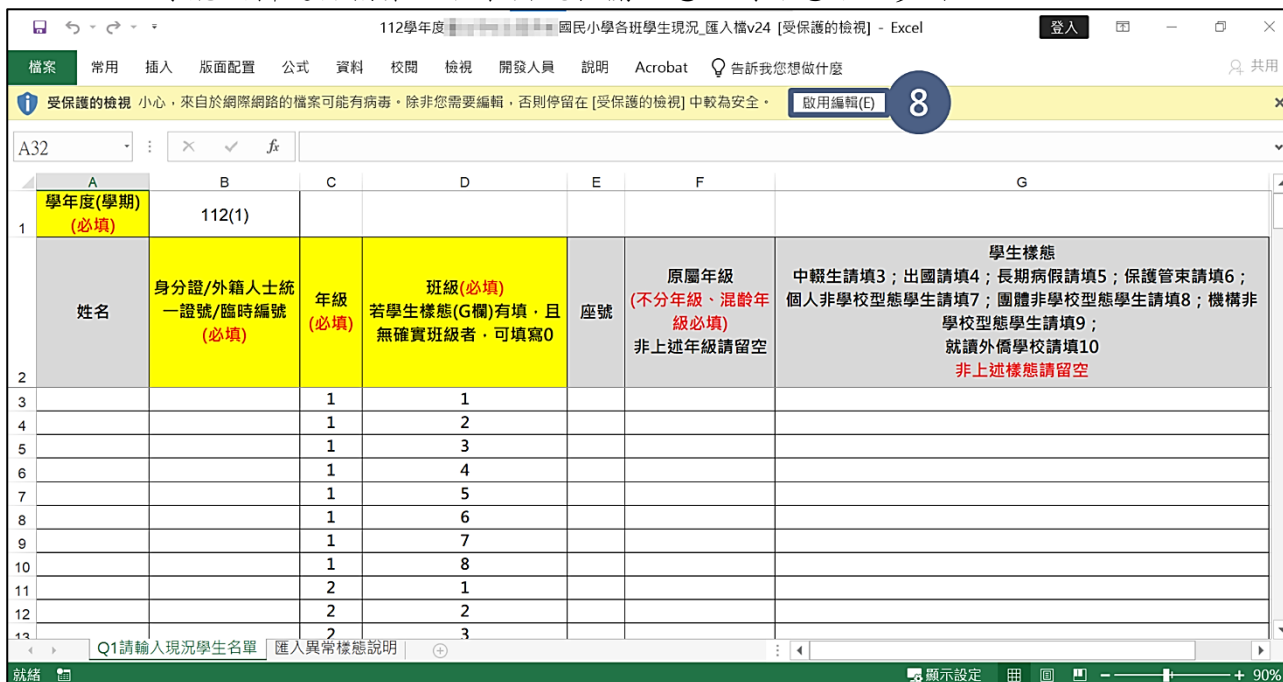 112學年度 國民小學各班學生現況_匯入檔v24 [受保護的檢視] - Excel
登入
檔案 常用 插入 版面配置 公式 資料 校閱 檢視 開發人員 說明 Acrobat 告訴我您想做什麼 共用
受保護的檢視 小心，來自於網際網路的檔案可能有病毒。除非您需要編輯，否則停留在 [受保護的檢視] 中較為安全。 啟用編輯(E) 8
A32 fx
A B C D E F G
1 學年度(學期)
(必填)
112(1)
2 姓名
身分證/外籍人士統
一證號/臨時編號
(必填)
年級
(必填)
班級(必填)
若學生樣態(G欄)有填，且
無確實班級者，可填寫0
座號
原屬年級
(不分年級、混齡年
級必填)
非上述年級請留空
學生樣態
中輟生請填3；出國請填4；長期病假請填5；保護管束請填6；
個人非學校型態學生請填7；團體非學校型態學生請填8；機構非
學校型態學生請填9；
就讀外僑學校請填10
非上述樣態請留空
3 1 1
4 1 2
5 1 3
6 1 4
7 1 5
8 1 6
9 1 7
10 1 8
11 2 1
12 2 2
13 2 3
Q1請輸入現況學生名單 匯入異常樣態說明
就緒 顯示設定 90%